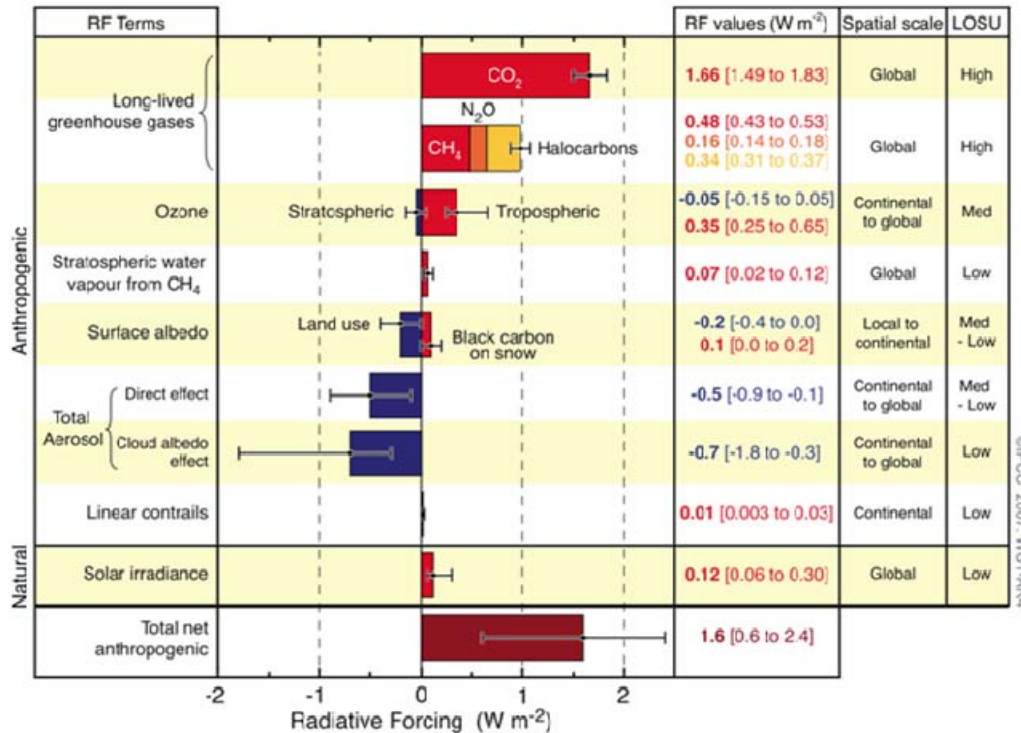 RF Terms
RF values (W m⁻²)
Spatial scale
LOSU
Anthropogenic
Long-lived
greenhouse gases
CO₂
1.66 [1.49 to 1.83]
Global
High
N₂O
CH₄
Halocarbons
0.48 [0.43 to 0.53]
0.16 [0.14 to 0.18]
0.34 [0.31 to 0.37]
Global
High
Ozone
Stratospheric
Tropospheric
-0.05 [-0.15 to 0.05]
0.35 [0.25 to 0.65]
Continental
to global
Med
Stratospheric water
vapour from CH₄
0.07 [0.02 to 0.12]
Global
Low
Surface albedo
Land use
Black carbon
on snow
-0.2 [-0.4 to 0.0]
0.1 [0.0 to 0.2]
Local to
continental
Med
- Low
Total
Aerosol
Direct effect
-0.5 [-0.9 to -0.1]
Continental
to global
Med
- Low
Cloud albedo
effect
-0.7 [-1.8 to -0.3]
Continental
to global
Low
Linear contrails
0.01 [0.003 to 0.03]
Continental
Low
Natural
Solar irradiance
0.12 [0.06 to 0.30]
Global
Low
Total net
anthropogenic
1.6 [0.6 to 2.4]
-2 -1 0 1 2
Radiative Forcing (W m⁻²)